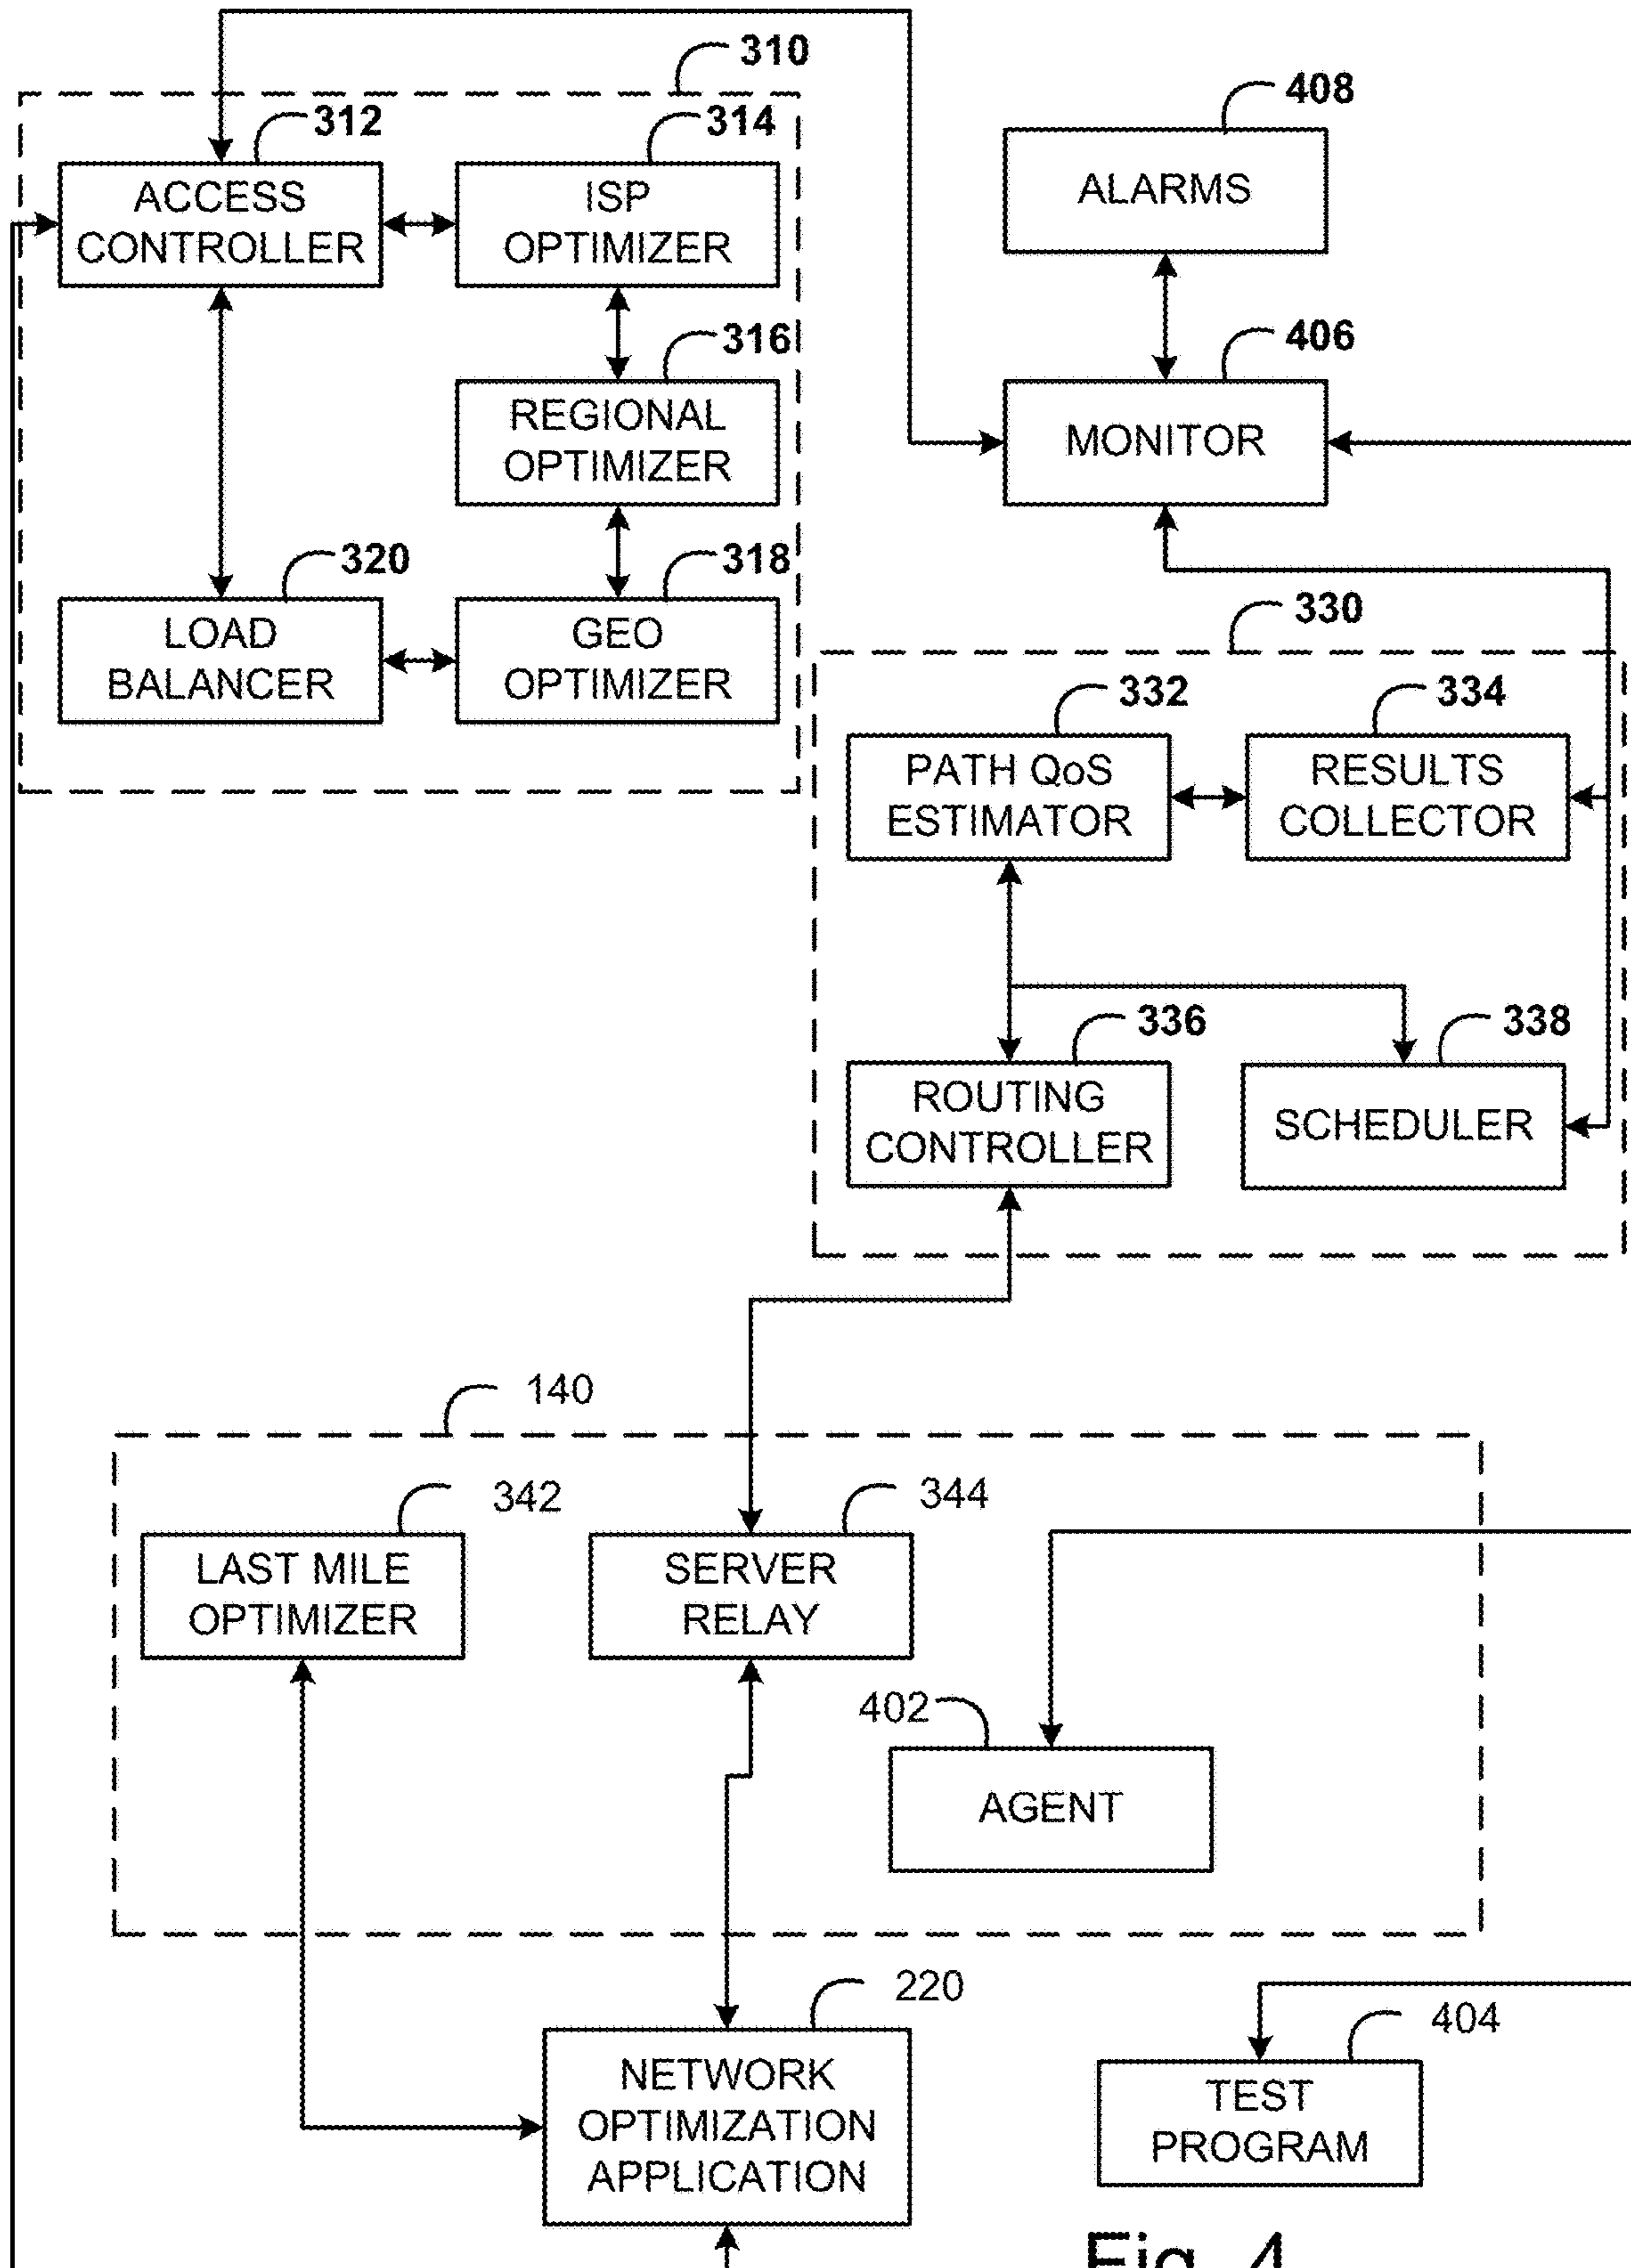 310
312
314
408
ACCESS
CONTROLLER
ISP
OPTIMIZER
ALARMS
316
406
REGIONAL
OPTIMIZER
MONITOR
320
318
LOAD
BALANCER
GEO
OPTIMIZER
330
332
334
PATH QoS
ESTIMATOR
RESULTS
COLLECTOR
336
338
ROUTING
CONTROLLER
SCHEDULER
140
342
344
LAST MILE
OPTIMIZER
SERVER
RELAY
402
AGENT
220
404
NETWORK
OPTIMIZATION
APPLICATION
TEST
PROGRAM
Fig. 4